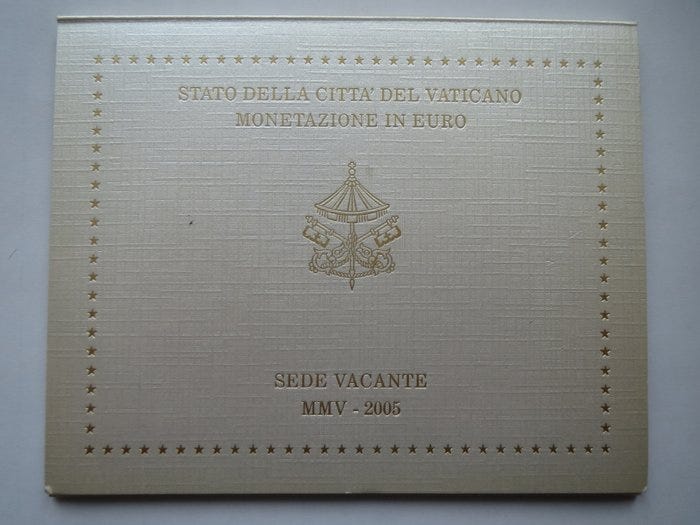 STATO DELLA CITTA' DEL VATICANO
MONETAZIONE IN EURO
SEDE VACANTE
MMV - 2005